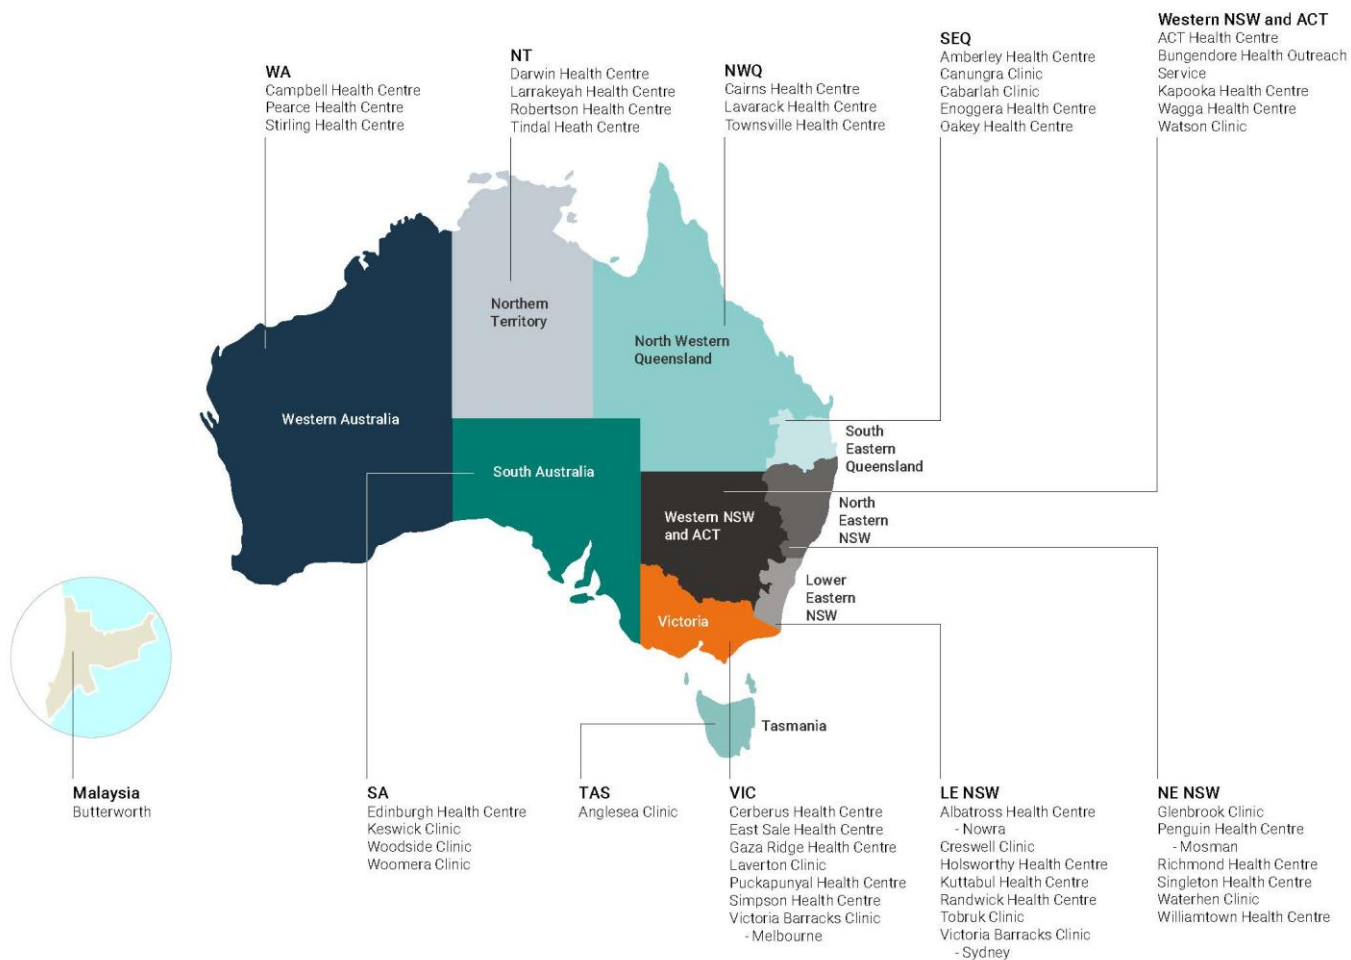 WA
Campbell Health Centre
Pearce Health Centre
Stirling Health Centre
NT
Darwin Health Centre
Larrakeyah Health Centre
Robertson Health Centre
Tindal Heath Centre
NWQ
Cairns Health Centre
Lavarack Health Centre
Townsville Health Centre
SEQ
Amberley Health Centre
Canungra Clinic
Cabarlah Clinic
Enoggera Health Centre
Oakey Health Centre
Western NSW and ACT
ACT Health Centre
Bungendore Health Outreach
Service
Kapooka Health Centre
Wagga Health Centre
Watson Clinic
Northern
Territory
North Western
Queensland
Western Australia
South Australia
South
Eastern
Queensland
Western NSW
and ACT
North
Eastern
NSW
Lower
Eastern
NSW
Victoria
Tasmania
Malaysia
Butterworth
SA
Edinburgh Health Centre
Keswick Clinic
Woodside Clinic
Woomera Clinic
TAS
Anglesea Clinic
VIC
Cerberus Health Centre
East Sale Health Centre
Gaza Ridge Health Centre
Laverton Clinic
Puckapunyal Health Centre
Simpson Health Centre
Victoria Barracks Clinic
- Melbourne
LE NSW
Albatross Health Centre
- Nowra
Creswell Clinic
Holsworthy Health Centre
Kuttabul Health Centre
Randwick Health Centre
Tobruk Clinic
Victoria Barracks Clinic
- Sydney
NE NSW
Glenbrook Clinic
Penguin Health Centre
- Mosman
Richmond Health Centre
Singleton Health Centre
Waterhen Clinic
Williamtown Health Centre